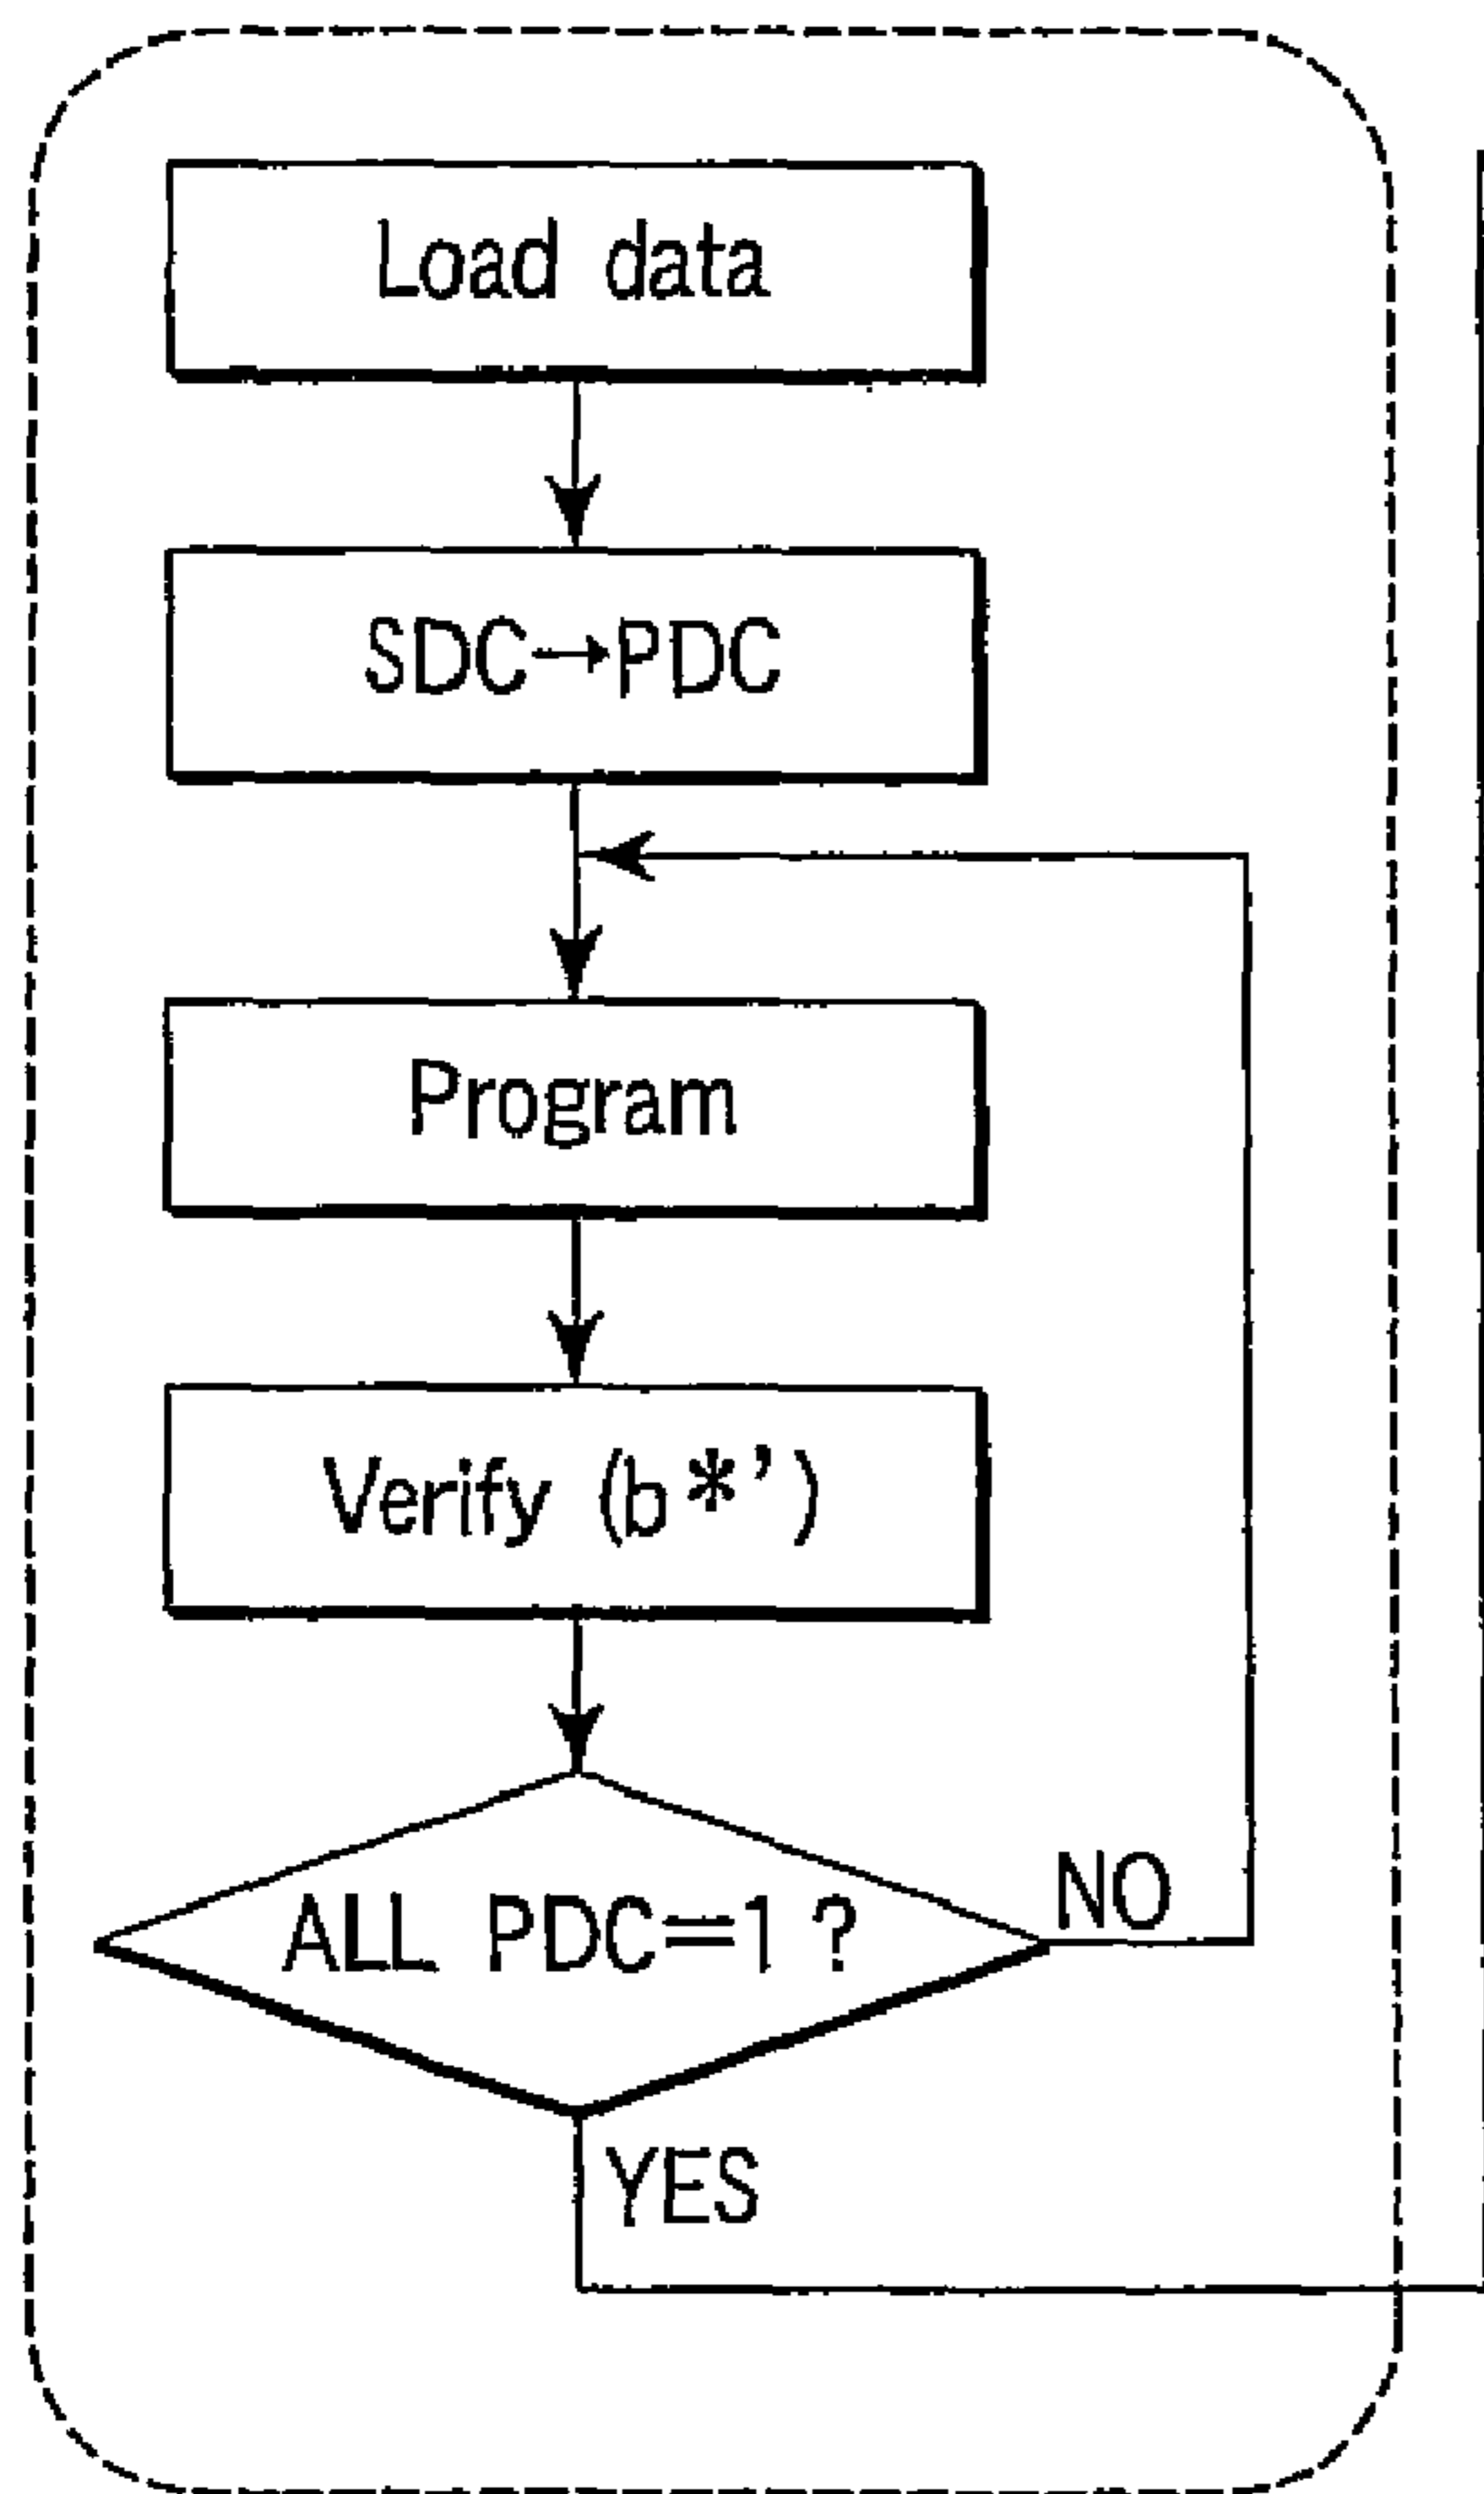 Load data
SDC→PDC
Program
Verify (b*’)
ALL PDC=1 ?
NO
YES